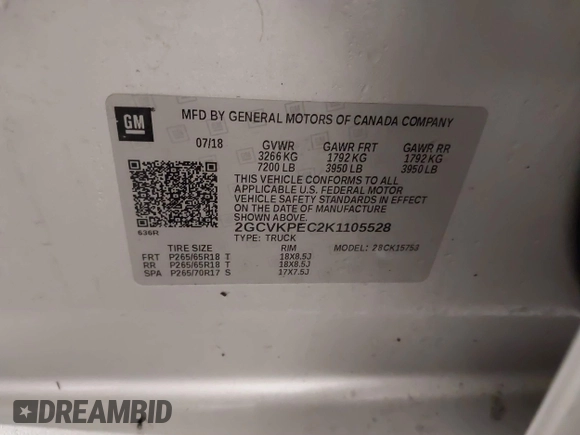 GM
MFD BY GENERAL MOTORS OF CANADA COMPANY
07/18 GVWR GAWR FRT GAWR RR
3266 KG 1792 KG 1792 KG
7200 LB 3950 LB 3950 LB
THIS VEHICLE CONFORMS TO ALL
APPLICABLE U.S. FEDERAL MOTOR
VEHICLE SAFETY STANDARDS IN EFFECT
ON THE DATE OF MANUFACTURE SHOWN ABOVE.
2GCVKPEC2K1105528
TYPE: TRUCK MODEL:
636R
TIRE SIZE RIM
FRT P265/65R18 T 18X8.5J
RR P265/65R18 T 18X8.5J
SPA P265/70R17 S 17X7.5J
DREAMBID